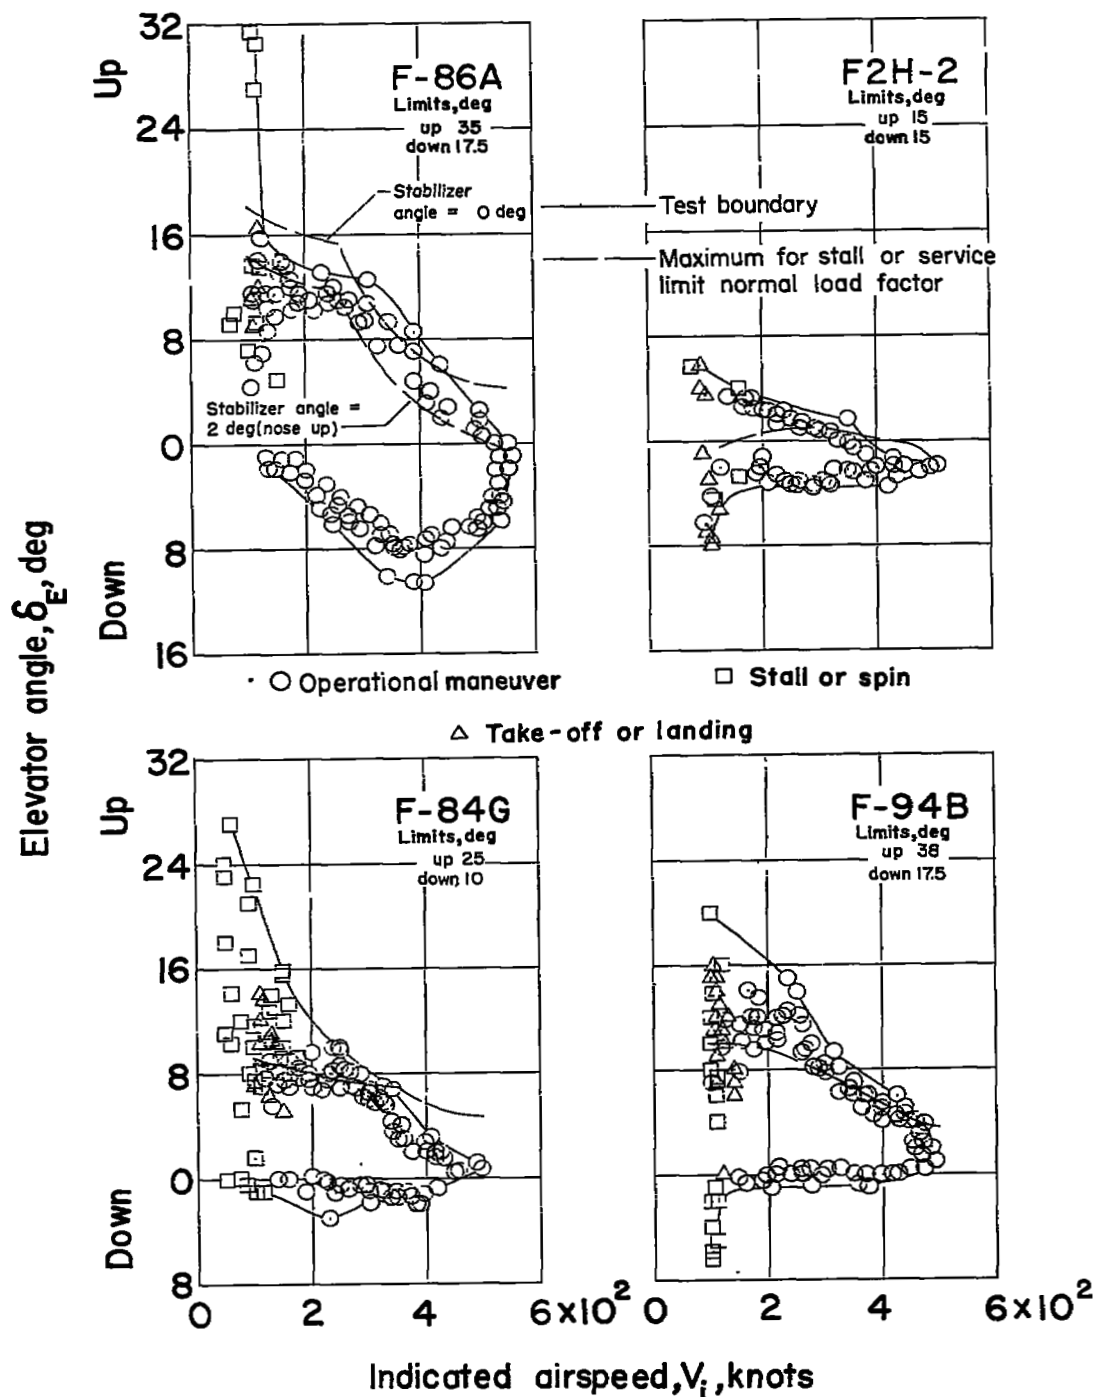 Elevator angle, δE, deg
Up
Down
32
24
16
8
0
8
16
F-86A
Limits,deg
up 35
down 17.5
Stabilizer
angle = 0 deg
Stabilizer angle =
2 deg(nose up)
F2H-2
Limits,deg
up 15
down 15
Test boundary
Maximum for stall or service
limit normal load factor
Operational maneuver
Stall or spin
Take-off or landing
Up
Down
32
24
16
8
0
8
F-84G
Limits,deg
up 25
down 10
F-94B
Limits,deg
up 38
down 17.5
0 2 4 6×10²
0 2 4 6×10²
Indicated airspeed,Vi,knots